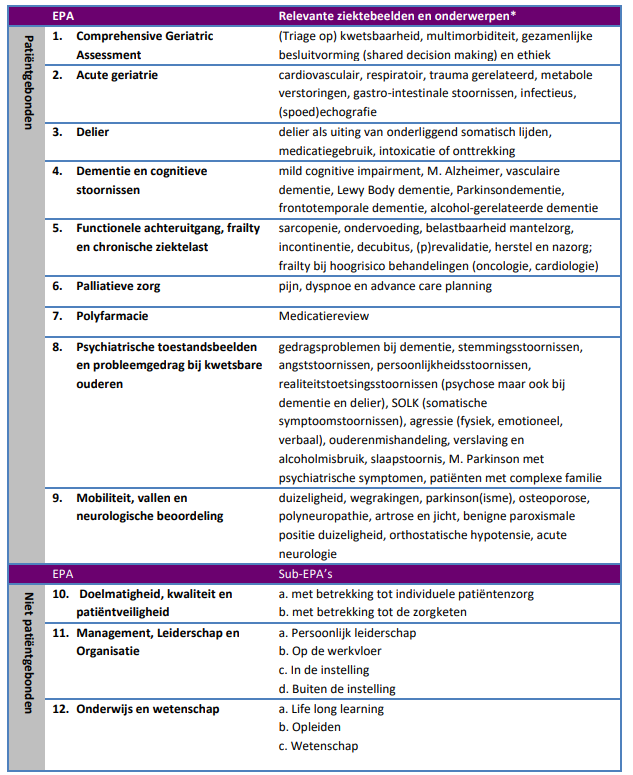 EPA Relevante ziektebeelden en onderwerpen*
Patiëntgebonden
1. Comprehensive Geriatric (Triage op) kwetsbaarheid, multimorbiditeit, gezamenlijke
Assessment besluitvorming (shared decision making) en ethiek
2. Acute geriatrie cardiovasculair, respiratoir, trauma gerelateerd, metabole
verstoringen, gastro-intestinale stoornissen, infectieus,
(spoed)echografie
3. Delier delier als uiting van onderliggend somatisch lijden,
medicatiegebruik, intoxicatie of onttrekking
4. Dementie en cognitieve mild cognitive impairment, M. Alzheimer, vasculaire
stoornissen dementie, Lewy Body dementie, Parkinsondementie,
frontotemporale dementie, alcohol-gerelateerde dementie
5. Functionele achteruitgang, frailty sarcopenie, ondervoeding, belastbaarheid mantelzorg,
en chronische ziektelast incontinentie, decubitus, (p)revalidatie, herstel en nazorg;
frailty bij hoogrisico behandelingen (oncologie, cardiologie)
6. Palliatieve zorg pijn, dyspnoe en advance care planning
7. Polyfarmacie Medicatiereview
8. Psychiatrische toestandsbeelden gedragsproblemen bij dementie, stemmingsstoornissen,
en probleemgedrag bij kwetsbare angststoornissen, persoonlijkheidsstoornissen,
ouderen realiteitstoetsingsstoornissen (psychose maar ook bij
dementie en delier), SOLK (somatische
symptoomstoornissen), agressie (fysiek, emotioneel,
verbaal), ouderenmishandeling, verslaving en
alcoholmisbruik, slaapstoornis, M. Parkinson met
psychiatrische symptomen, patiënten met complexe familie
9. Mobiliteit, vallen en duizeligheid, wegrakingen, parkinson(isme), osteoporose,
neurologische beoordeling polyneuropathie, artrose en jicht, benigne paroximale
positie duizeligheid, orthostatische hypotensie, acute
neurologie
EPA Sub-EPA’s
Niet patiëntgebonden
10. Doelmatigheid, kwaliteit en a. met betrekking tot individuele patiëntenzorg
patiëntveiligheid b. met betrekking tot de zorgketen
11. Management, Leiderschap en a. Persoonlijk leiderschap
Organisatie b. Op de werkvloer
c. In de instelling
d. Buiten de instelling
12. Onderwijs en wetenschap a. Life long learning
b. Opleiden
c. Wetenschap